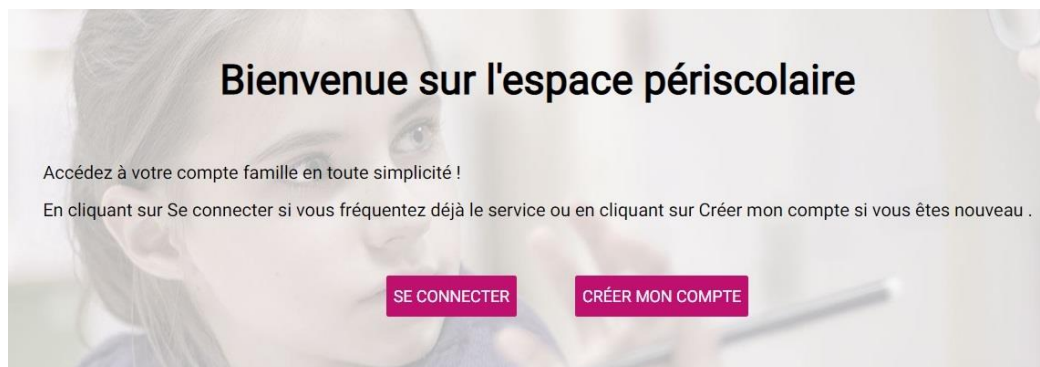 Bienvenue sur l'espace périscolaire
Accédez à votre compte famille en toute simplicité !
En cliquant sur Se connecter si vous fréquentez déjà le service ou en cliquant sur Créer mon compte si vous êtes nouveau .
SE CONNECTER
CRÉER MON COMPTE